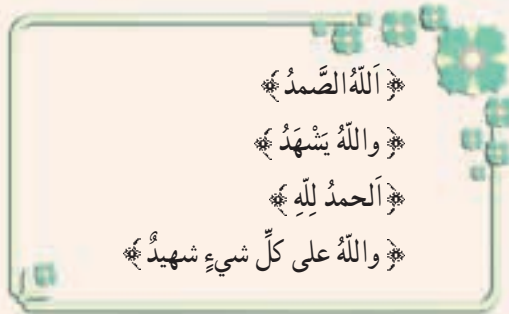 ﴿ اَللّهُ الصَّمدُ ﴾
﴿ واللّهُ يَشْهَدُ ﴾
﴿ اَلحمدُ لِلّهِ ﴾
﴿ واللّهُ على كلِّ شيءٍ شهيدٌ ﴾